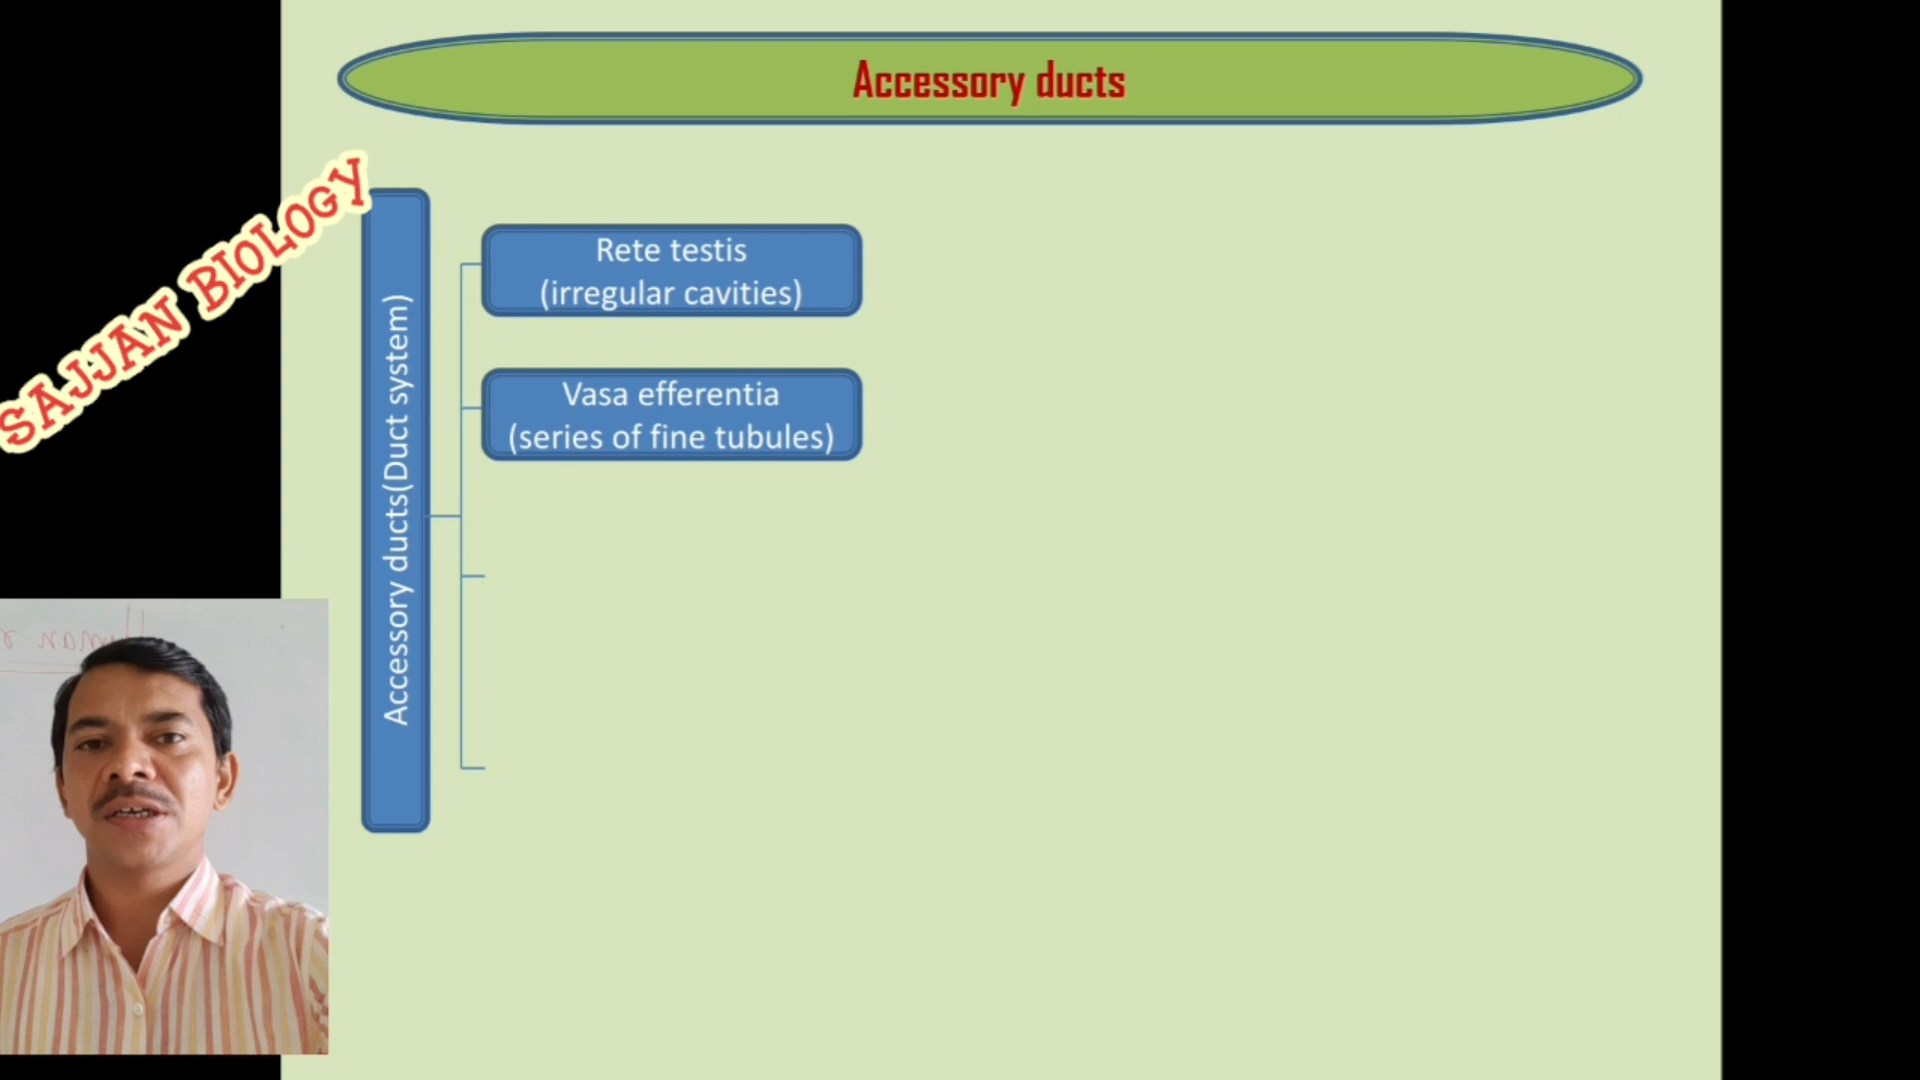 Accessory ducts
SAJJAN BIOLOGY
Accessory ducts(Duct system)
Rete testis
(irregular cavities)
Vasa efferentia
(series of fine tubules)